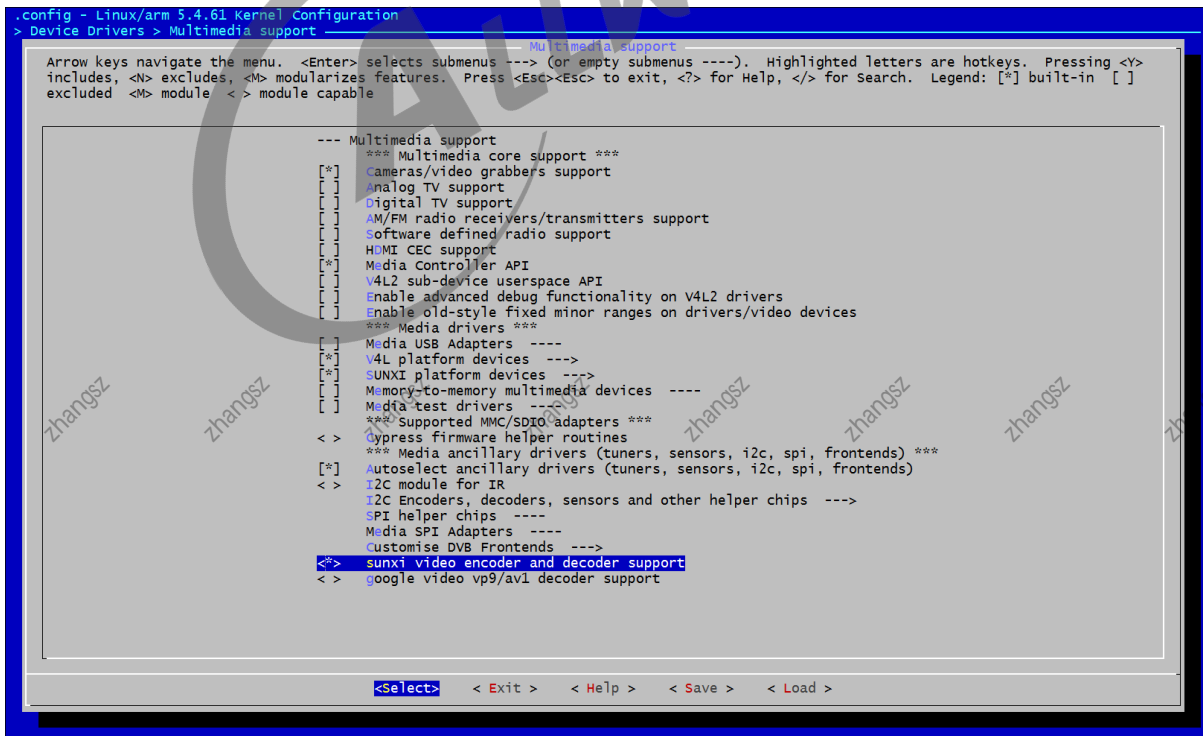 .config - Linux/arm 5.4.61 Kernel Configuration
> Device Drivers > Multimedia support
Multimedia support
Arrow keys navigate the menu.  <Enter> selects submenus ---> (or empty submenus ----).  Highlighted letters are hotkeys.  Pressing <Y>
includes, <N> excludes, <M> modularizes features.  Press <Esc><Esc> to exit, <?> for Help, </> for Search.  Legend: [*] built-in  [ ]
excluded  <M> module  < > module capable
--- Multimedia support
*** Multimedia core support ***
[*]   Cameras/video grabbers support
[ ]   Analog TV support
[ ]   Digital TV support
[ ]   AM/FM radio receivers/transmitters support
[ ]   Software defined radio support
[ ]   HDMI CEC support
[*]   Media Controller API
[ ]   V4L2 sub-device userspace API
[ ]   Enable advanced debug functionality on V4L2 drivers
[ ]   Enable old-style fixed minor ranges on drivers/video devices
*** Media drivers ***
[ ]   Media USB Adapters  ----
[*]   V4L platform devices  --->
[*]   SUNXI platform devices  --->
[ ]   Memory-to-memory multimedia devices  ----
[ ]   Media test drivers  ----
*** Supported MMC/SDIO adapters ***
< >   Cypress firmware helper routines
*** Media ancillary drivers (tuners, sensors, i2c, spi, frontends) ***
[*]   Autoselect ancillary drivers (tuners, sensors, i2c, spi, frontends)
< >   I2C module for IR
I2C Encoders, decoders, sensors and other helper chips  --->
SPI helper chips  ----
Media SPI Adapters  ----
Customise DVB Frontends  --->
<*>   sunxi video encoder and decoder support
< >   google video vp9/av1 decoder support
<Select>    < Exit >    < Help >    < Save >    < Load >
zhangsz zhangsz zhangsz zhangsz zhangsz zhangsz